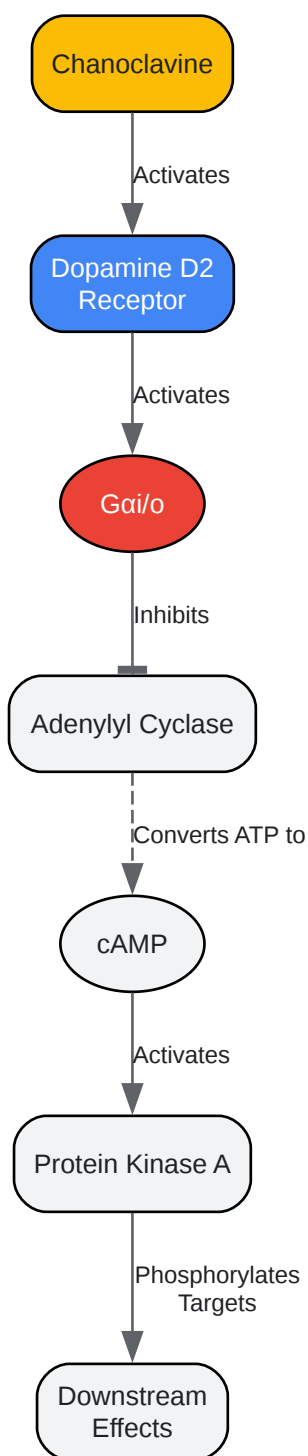 Chanoclavine
Activates
Dopamine D2
Receptor
Activates
Gαi/o
Inhibits
Adenylyl Cyclase
Converts ATP to
cAMP
Activates
Protein Kinase A
Phosphorylates
Targets
Downstream
Effects